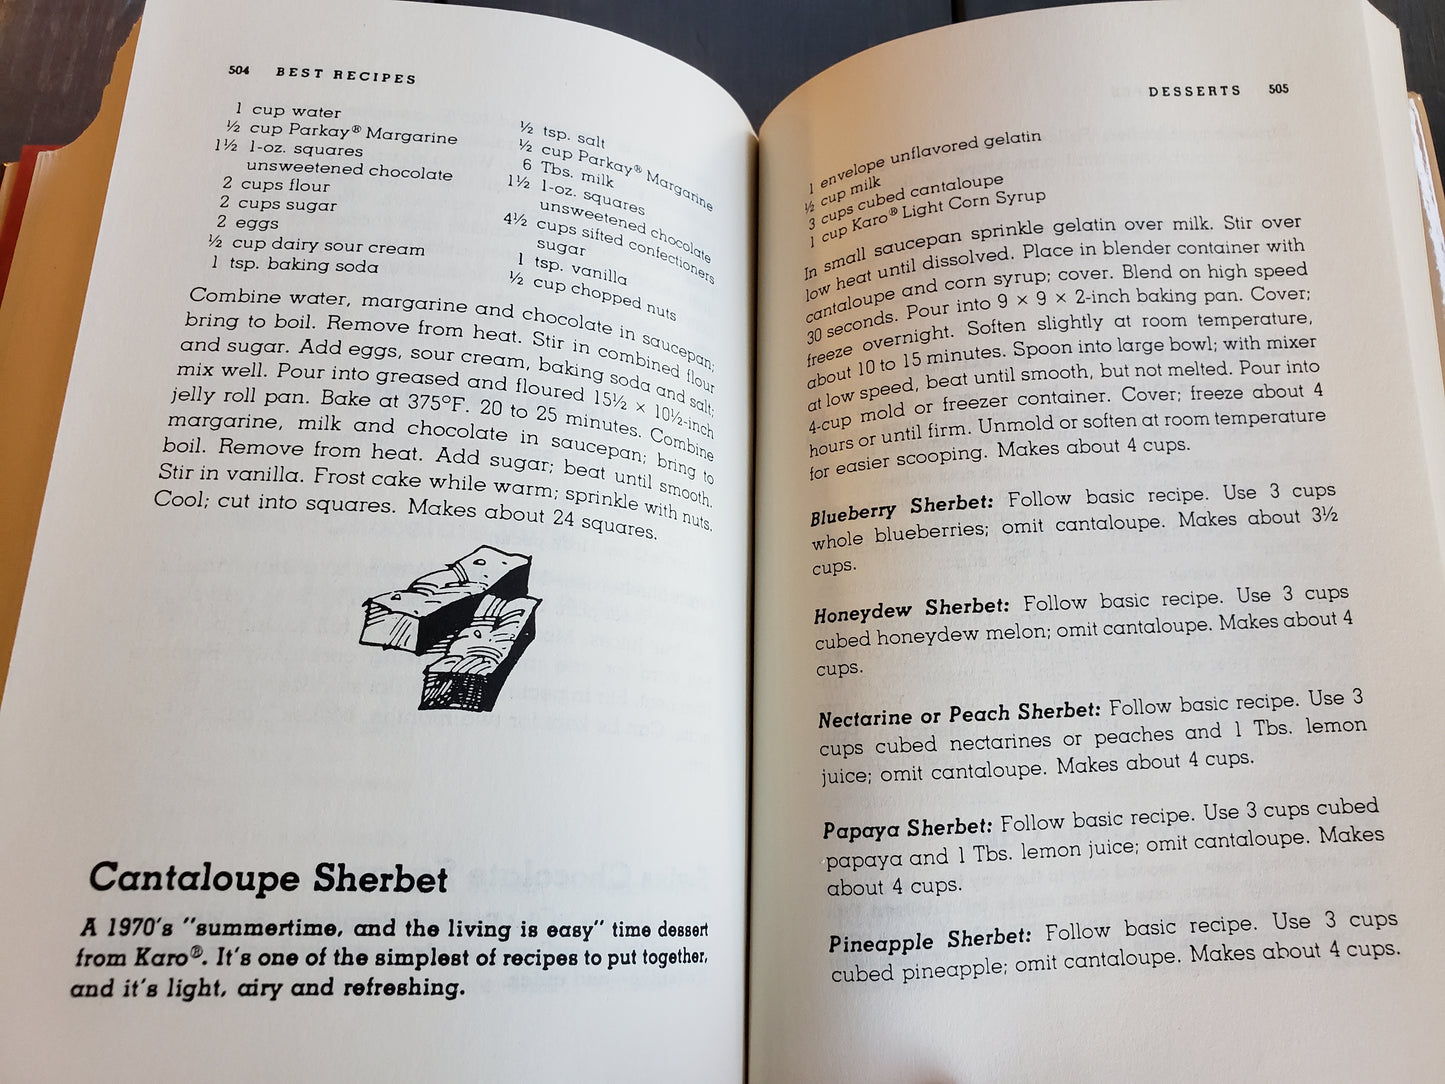 504 BEST RECIPES
1 cup water
½ cup Parkay® Margarine
1½ 1-oz. squares
unsweetened chocolate
2 cups flour
2 cups sugar
2 eggs
½ cup dairy sour cream
1 tsp. baking soda
½ tsp. salt
½ cup Parkay® Margarine
6 Tbs. milk
1½ 1-oz. squares
unsweetened chocolate
4½ cups sifted confectioners
sugar
1 tsp. vanilla
½ cup chopped nuts
Combine water, margarine and chocolate in saucepan;
bring to boil. Remove from heat. Stir in combined flour
and sugar. Add eggs, sour cream, baking soda and salt;
mix well. Pour into greased and floured 15½ × 10½-inch
jelly roll pan. Bake at 375°F. 20 to 25 minutes. Combine
margarine, milk and chocolate in saucepan; bring to
boil. Remove from heat. Add sugar; beat until smooth.
Stir in vanilla. Frost cake while warm; sprinkle with nuts.
Cool; cut into squares. Makes about 24 squares.
Cantaloupe Sherbet
A 1970's "summertime, and the living is easy" time dessert
from Karo®. It's one of the simplest of recipes to put together,
and it's light, airy and refreshing.
DESSERTS 505
1 envelope unflavored gelatin
½ cup milk
3 cups cubed cantaloupe
1 cup Karo® Light Corn Syrup
In small saucepan sprinkle gelatin over milk. Stir over
low heat until dissolved. Place in blender container with
cantaloupe and corn syrup; cover. Blend on high speed
30 seconds. Pour into 9 × 9 × 2-inch baking pan. Cover;
freeze overnight. Soften slightly at room temperature,
about 10 to 15 minutes. Spoon into large bowl; with mixer
at low speed, beat until smooth, but not melted. Pour into
4-cup mold or freezer container. Cover; freeze about 4
hours or until firm. Unmold or soften at room temperature
for easier scooping. Makes about 4 cups.
Blueberry Sherbet: Follow basic recipe. Use 3 cups
whole blueberries; omit cantaloupe. Makes about 3½
cups.
Honeydew Sherbet: Follow basic recipe. Use 3 cups
cubed honeydew melon; omit cantaloupe. Makes about 4
cups.
Nectarine or Peach Sherbet: Follow basic recipe. Use 3
cups cubed nectarines or peaches and 1 Tbs. lemon
juice; omit cantaloupe. Makes about 4 cups.
Papaya Sherbet: Follow basic recipe. Use 3 cups cubed
papaya and 1 Tbs. lemon juice; omit cantaloupe. Makes
about 4 cups.
Pineapple Sherbet: Follow basic recipe. Use 3 cups
cubed pineapple; omit cantaloupe. Makes about 4 cups.